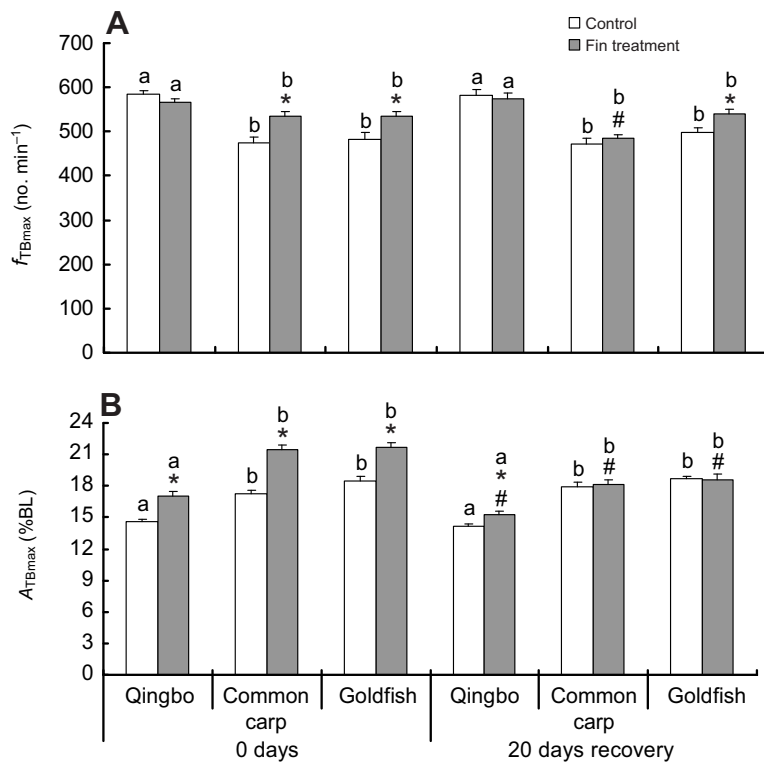 A
Control
Fin treatment
700
600
500
400
300
200
100
0
fTBmax (no. min−1)
a a b b * b b * a a b b # b b *
B
24
21
18
15
12
9
6
3
0
ATBmax (%BL)
a a * b b * b b * a a * # b b # b b #
Qingbo Common carp Goldfish Qingbo Common carp Goldfish
0 days 20 days recovery